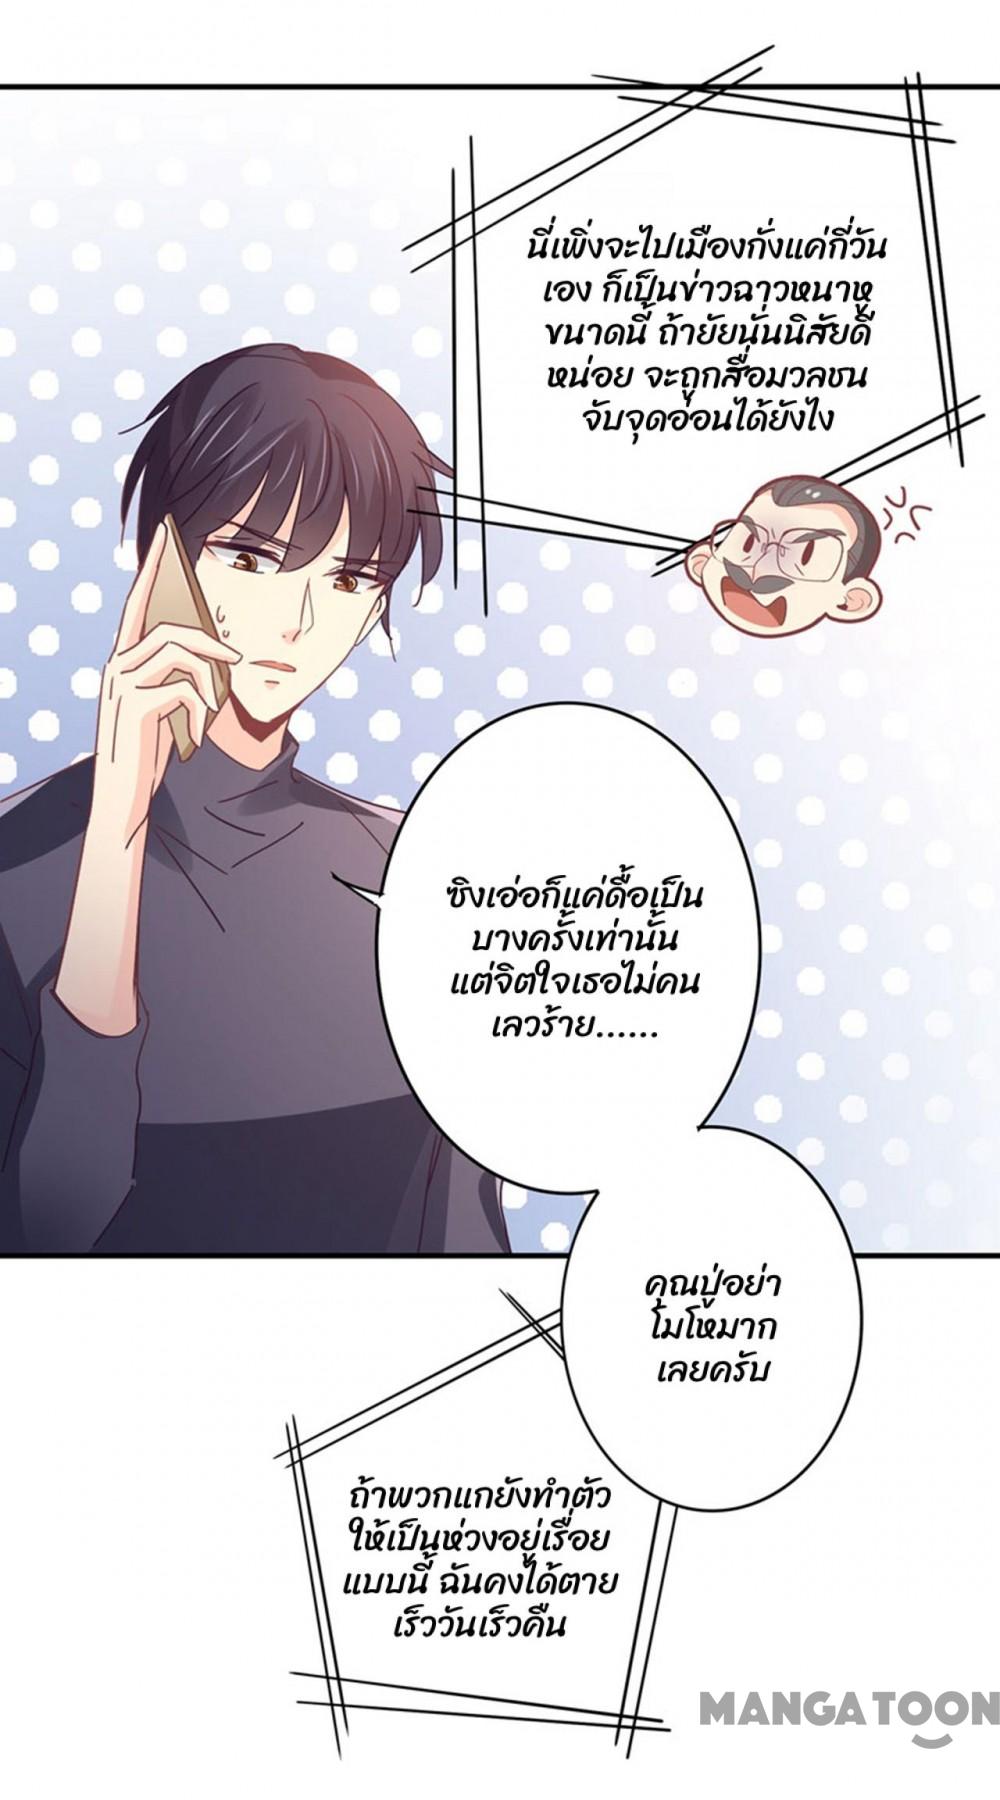 นี่เพิ่งจะไปเมืองกั่งแค่กี่วัน
เอง ก็เป็นข่าวฉาวหนาหู
ขนาดนี้ ถ้ายัยนั่นนิสัยดี
หน่อย จะถูกสื่อมวลชน
จับจุดอ่อนได้ยังไง
ซิงเอ่อก็แค่ดื้อเป็น
บางครั้งเท่านั้น
แต่จิตใจเธอไม่คน
เลวร้าย......
คุณปู่อย่า
โมโหมาก
เลยครับ
ถ้าพวกแกยังทำตัว
ให้เป็นห่วงอยู่เรื่อย
แบบนี้ ฉันคงได้ตาย
เร็ววันเร็วคืน
MANGATOON